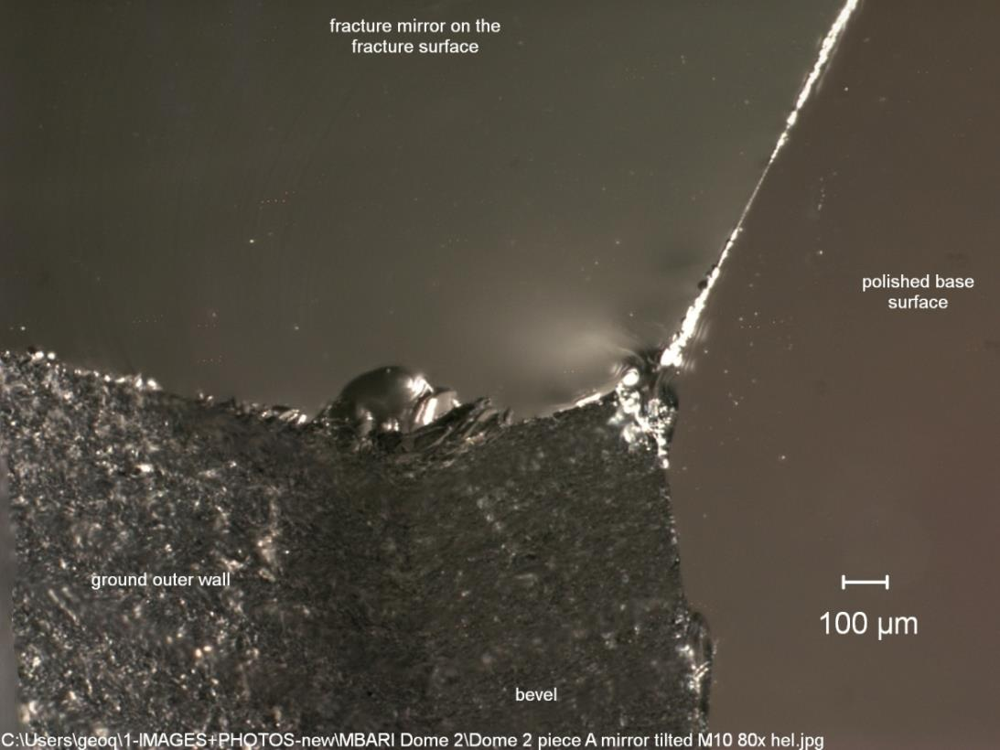 fracture mirror on the
fracture surface
polished base
surface
ground outer wall
100 µm
bevel
C:\Users\geoq\1-IMAGES+PHOTOS-new\MBARI Dome 2\Dome 2 piece A mirror tilted M10 80x hel.jpg